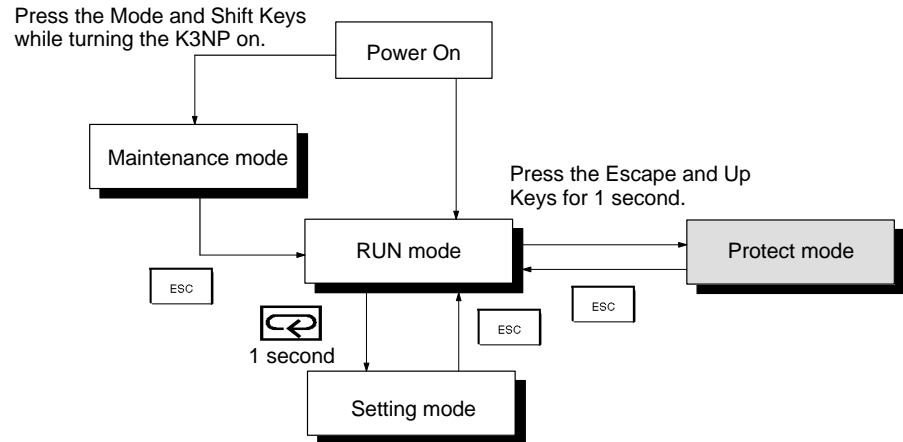 Press the Mode and Shift Keys
while turning the K3NP on.
Power On
Maintenance mode
Press the Escape and Up
Keys for 1 second.
RUN mode
Protect mode
ESC
ESC
ESC
1 second
Setting mode